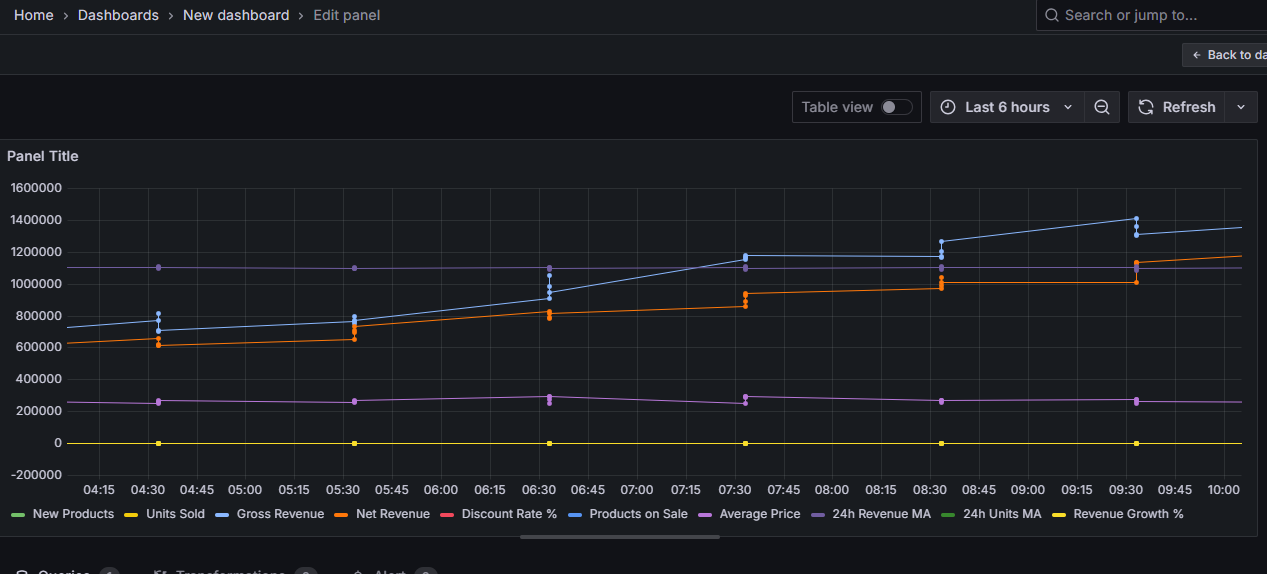 Home › Dashboards › New dashboard › Edit panel
Search or jump to...
← Back to da
Table view
Last 6 hours
Refresh
Panel Title
1600000
1400000
1200000
1000000
800000
600000
400000
200000
0
-200000
04:15 04:30 04:45 05:00 05:15 05:30 05:45 06:00 06:15 06:30 06:45 07:00 07:15 07:30 07:45 08:00 08:15 08:30 08:45 09:00 09:15 09:30 09:45 10:00
New Products Units Sold Gross Revenue Net Revenue Discount Rate % Products on Sale Average Price 24h Revenue MA 24h Units MA Revenue Growth %
Queries Transformations Alert